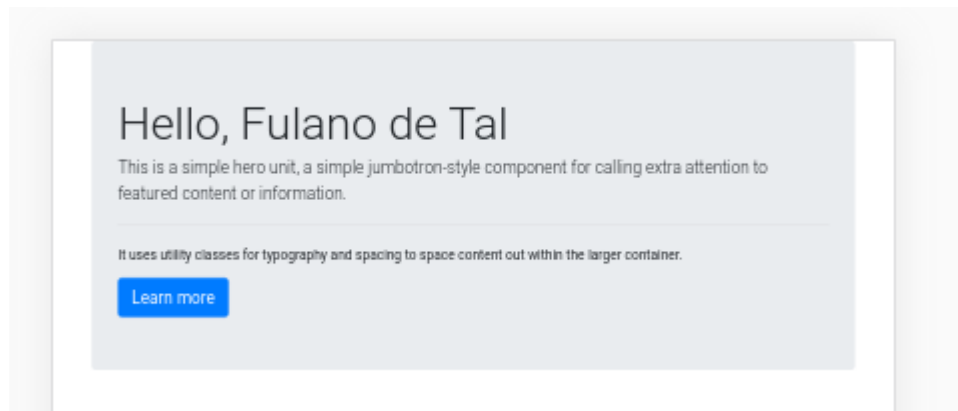 Hello, Fulano de Tal
This is a simple hero unit, a simple jumbotron-style component for calling extra attention to
featured content or information.
It uses utility classes for typography and spacing to space content out within the larger container.
Learn more